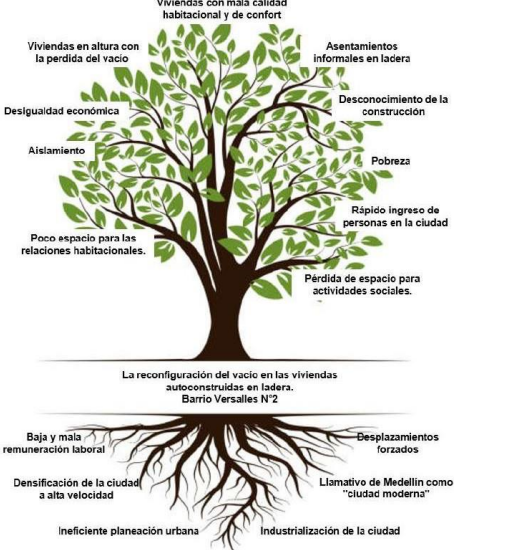 Viviendas con mala calidad
habitacional y de confort
Viviendas en altura con
la perdida del vacío
Asentamientos
informales en ladera
Desigualdad económica
Desconocimiento de la
construcción
Aislamiento
Pobreza
Rápido ingreso de
personas en la ciudad
Poco espacio para las
relaciones habitacionales.
Pérdida de espacio para
actividades sociales.
La reconfiguración del vacío en las viviendas
autoconstruidas en ladera.
Barrio Versalles N°2
Baja y mala
remuneración laboral
Desplazamientos
forzados
Densificación de la ciudad
a alta velocidad
Llamativo de Medellín como
"ciudad moderna"
Ineficiente planeación urbana
Industrialización de la ciudad